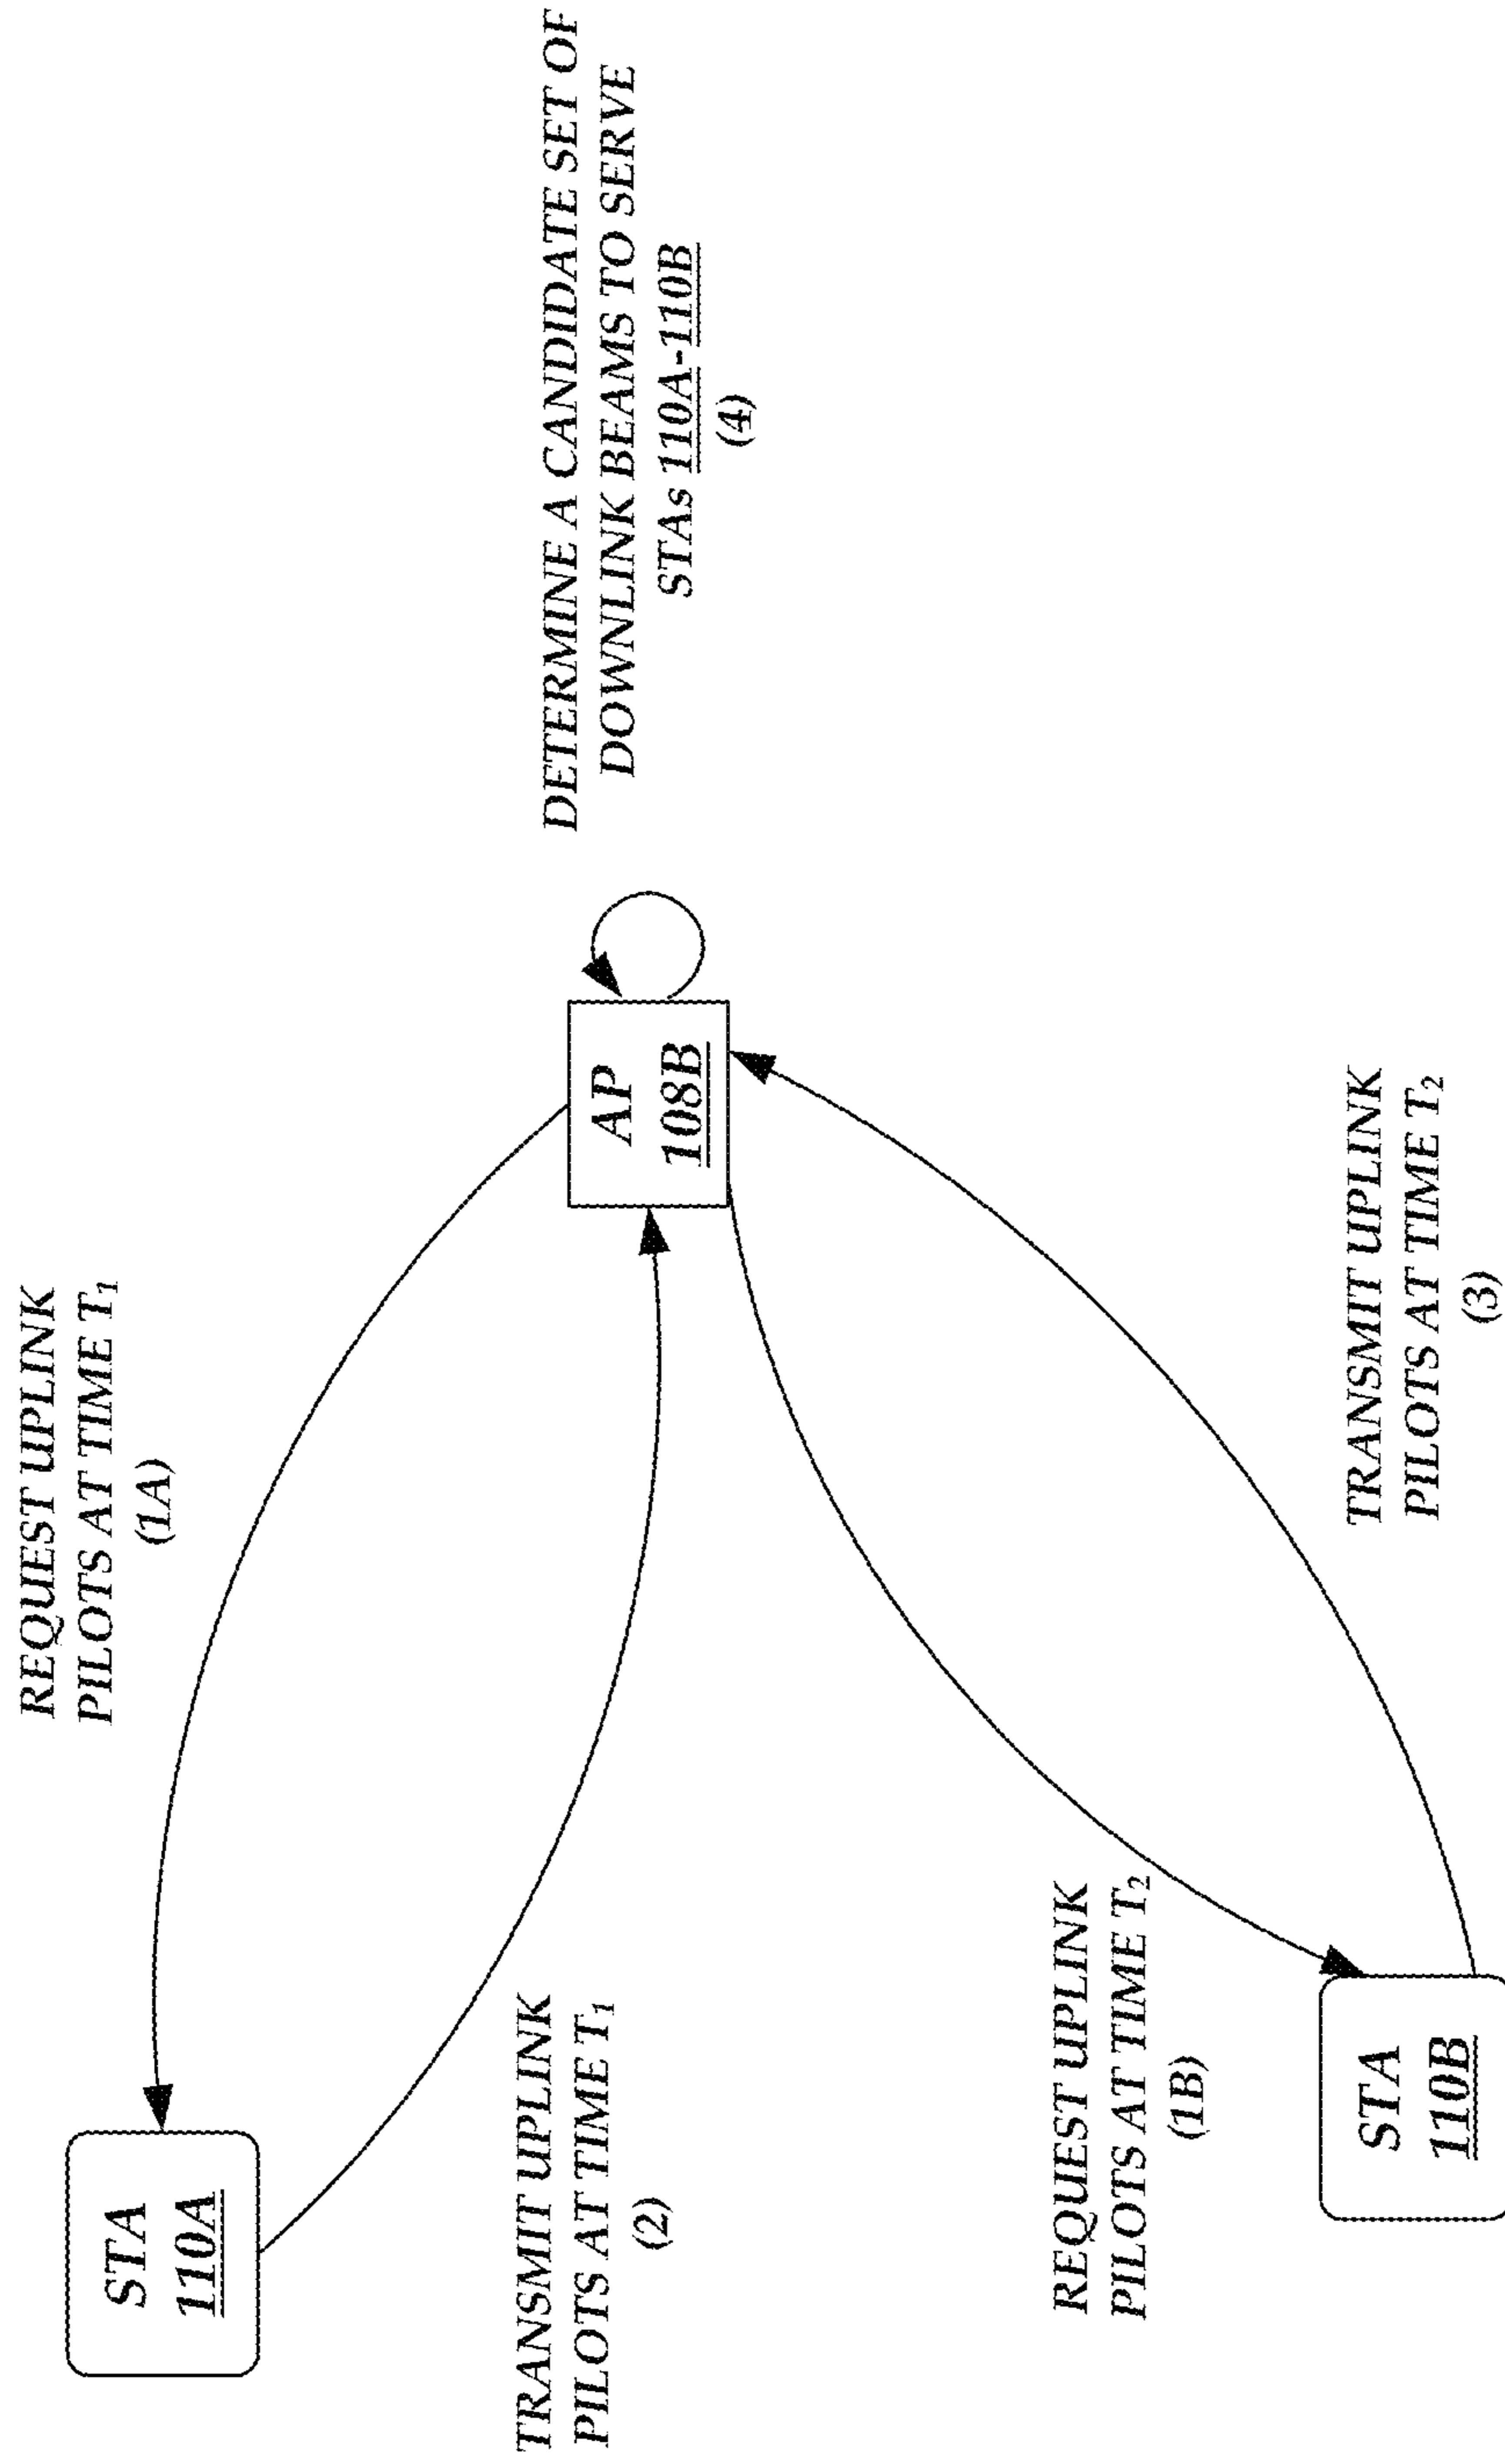 REQUEST UPLINK
PILOTS AT TIME T₁
(1A)
STA
110A
TRANSMIT UPLINK
PILOTS AT TIME T₁
(2)
AP
108B
DETERMINE A CANDIDATE SET OF
DOWNLINK BEAMS TO SERVE
STAs 110A-110B
(4)
REQUEST UPLINK
PILOTS AT TIME T₂
(1B)
STA
110B
TRANSMIT UPLINK
PILOTS AT TIME T₂
(3)